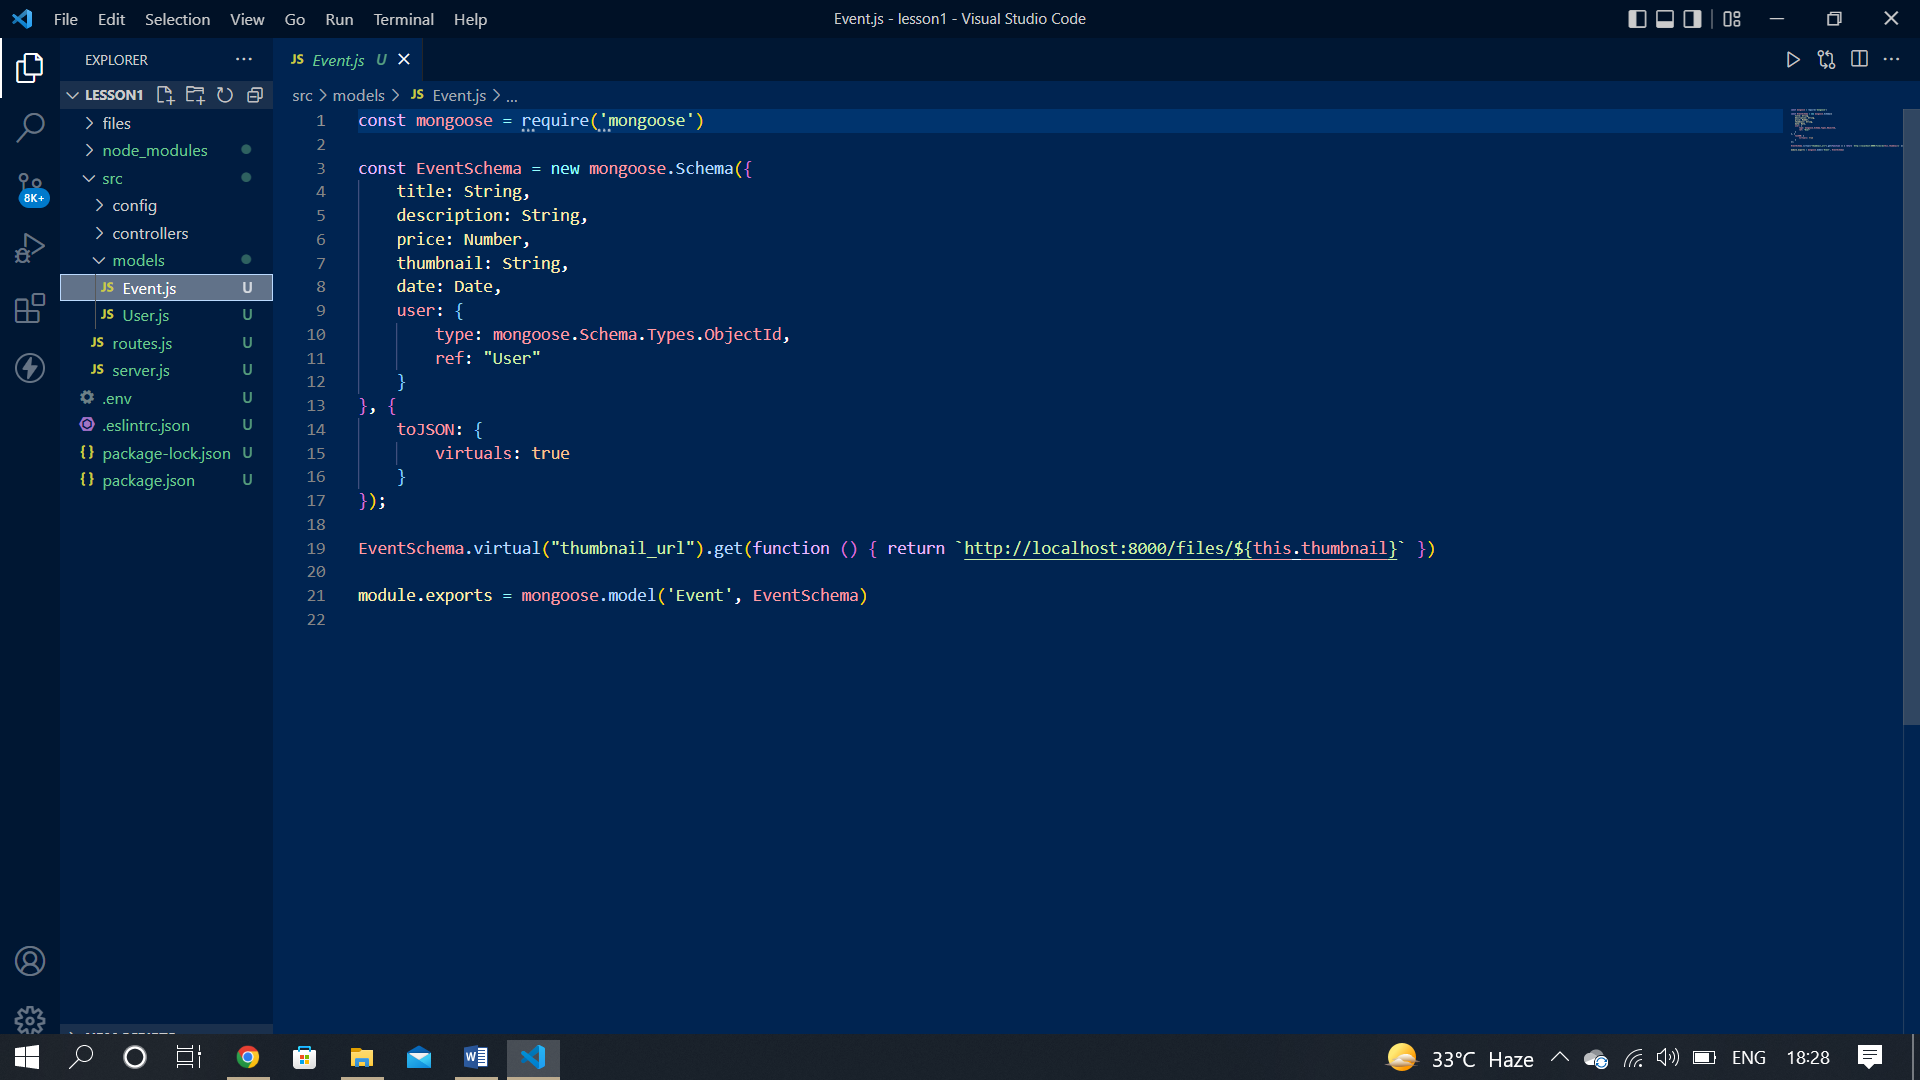 File Edit Selection View Go Run Terminal Help
Event.js - lesson1 - Visual Studio Code
EXPLORER
LESSON1
files
node_modules
src
config
controllers
models
JS Event.js U
JS User.js U
JS routes.js U
JS server.js U
.env U
.eslintrc.json U
{} package-lock.json U
{} package.json U
8K+
JS Event.js U
src > models > JS Event.js > ...
1 const mongoose = require('mongoose')
2
3 const EventSchema = new mongoose.Schema({
4 title: String,
5 description: String,
6 price: Number,
7 thumbnail: String,
8 date: Date,
9 user: {
10 type: mongoose.Schema.Types.ObjectId,
11 ref: "User"
12 }
13 }, {
14 toJSON: {
15 virtuals: true
16 }
17 });
18
19 EventSchema.virtual("thumbnail_url").get(function () { return `http://localhost:8000/files/${this.thumbnail}` })
20
21 module.exports = mongoose.model('Event', EventSchema)
22
33°C Haze ENG 18:28